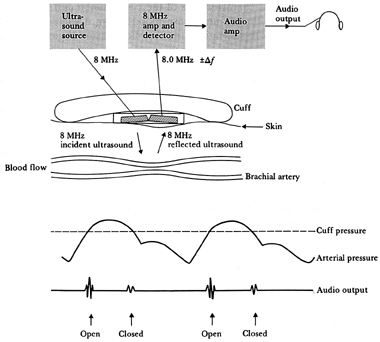 Ultra-
sound
source
8 MHz
amp and
detector
Audio
amp
Audio
output
8 MHz
8.0 MHz ±Δf
Cuff
Skin
8 MHz
incident ultrasound
8 MHz
reflected ultrasound
Blood flow
Brachial artery
Cuff pressure
Arterial pressure
Audio output
Open
Closed
Open
Closed